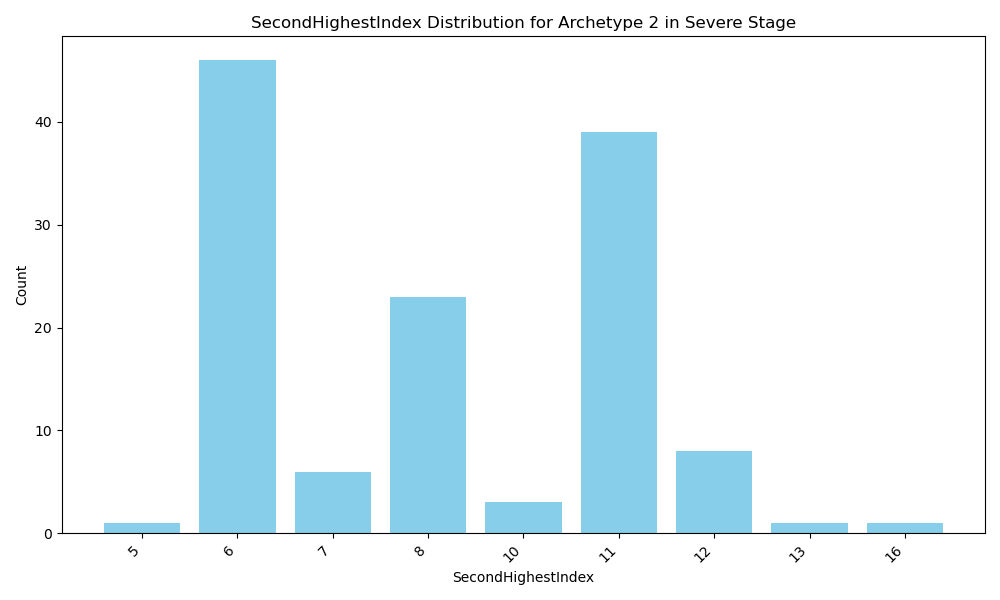 SecondHighestIndex Distribution for Archetype 2 in Severe Stage
Count
40
30
20
10
0
5 6 7 8 10 11 12 13 16
SecondHighestIndex